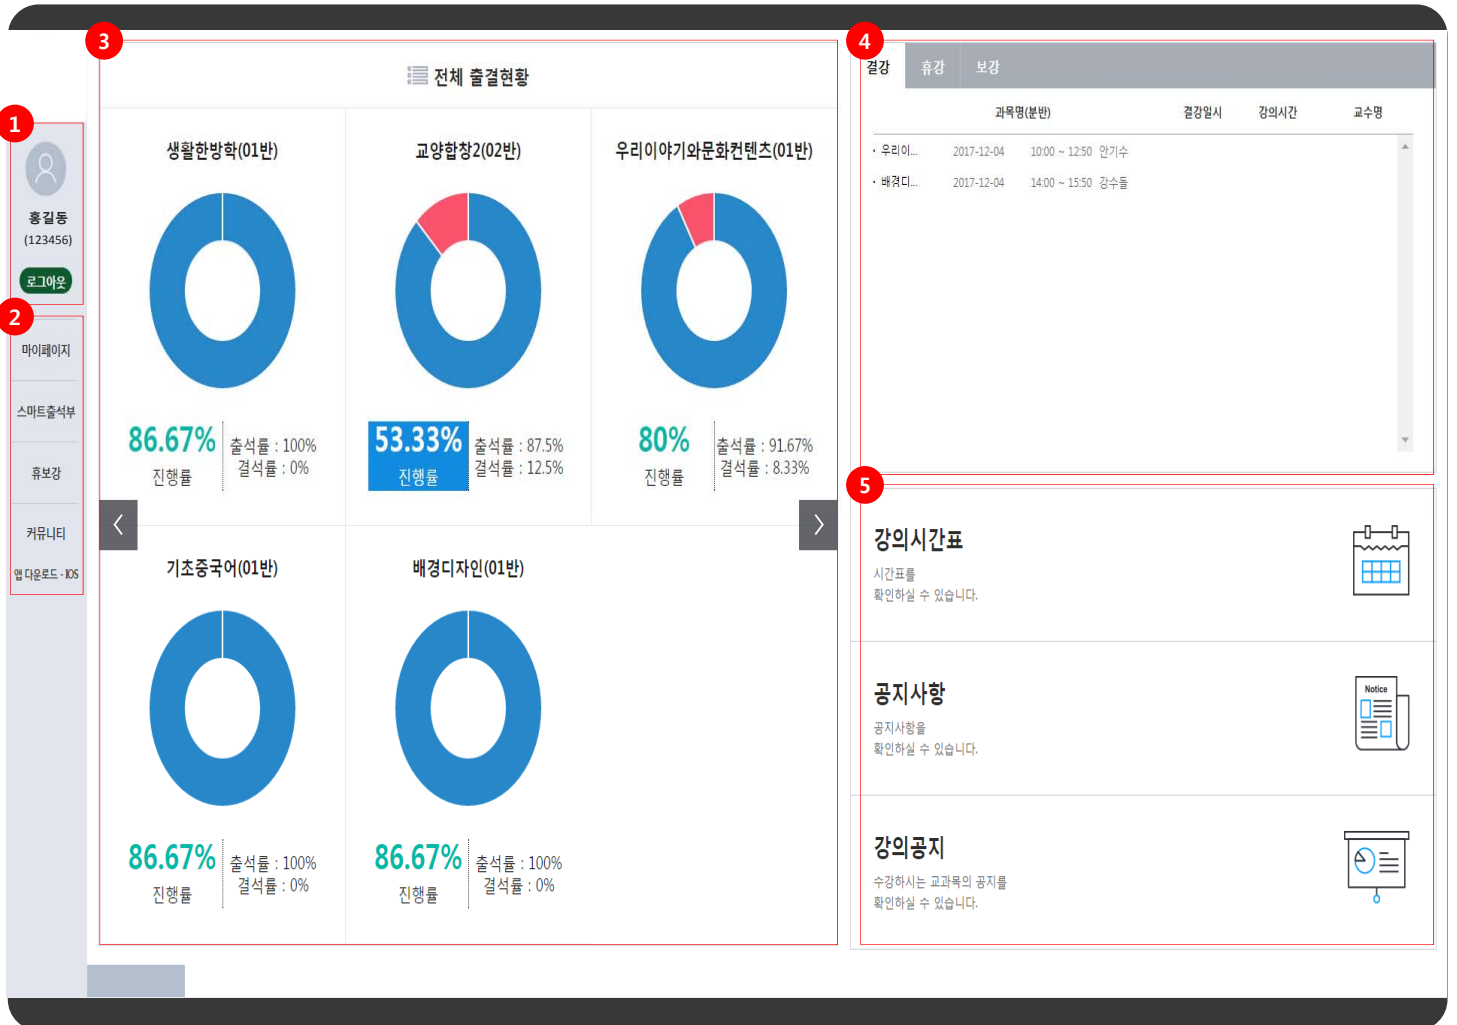 1
홍길동
(123456)
로그아웃
2
마이페이지
스마트출석부
휴보강
커뮤니티
앱 다운로드 - IOS
3
전체 출결현황
생활한방학(01반)
86.67%
진행률
출석률 : 100%
결석률 : 0%
교양합창2(02반)
53.33%
진행률
출석률 : 87.5%
결석률 : 12.5%
우리이야기와문화컨텐츠(01반)
80%
진행률
출석률 : 91.67%
결석률 : 8.33%
기초중국어(01반)
86.67%
진행률
출석률 : 100%
결석률 : 0%
배경디자인(01반)
86.67%
진행률
출석률 : 100%
결석률 : 0%
4
결강 휴강 보강
과목명(분반) 결강일시 강의시간 교수명
· 우리이... 2017-12-04 10:00 ~ 12:50 안기수
· 배경디... 2017-12-04 14:00 ~ 15:50 강수돌
5
강의시간표
시간표를
확인하실 수 있습니다.
공지사항
공지사항을
확인하실 수 있습니다.
Notice
강의공지
수강하시는 교과목의 공지를
확인하실 수 있습니다.